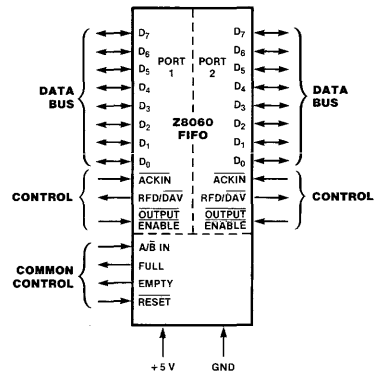 D7 D7
D6 D6
PORT 1 PORT 2
D5 D5
DATA BUS D4 D4 DATA BUS
D3 D3
Z8060 FIFO
D2 D2
D1 D1
D0 D0
ACKIN ACKIN
CONTROL RFD/DAV RFD/DAV CONTROL
OUTPUT ENABLE OUTPUT ENABLE
A/B IN
COMMON CONTROL
FULL
EMPTY
RESET
+5 V GND